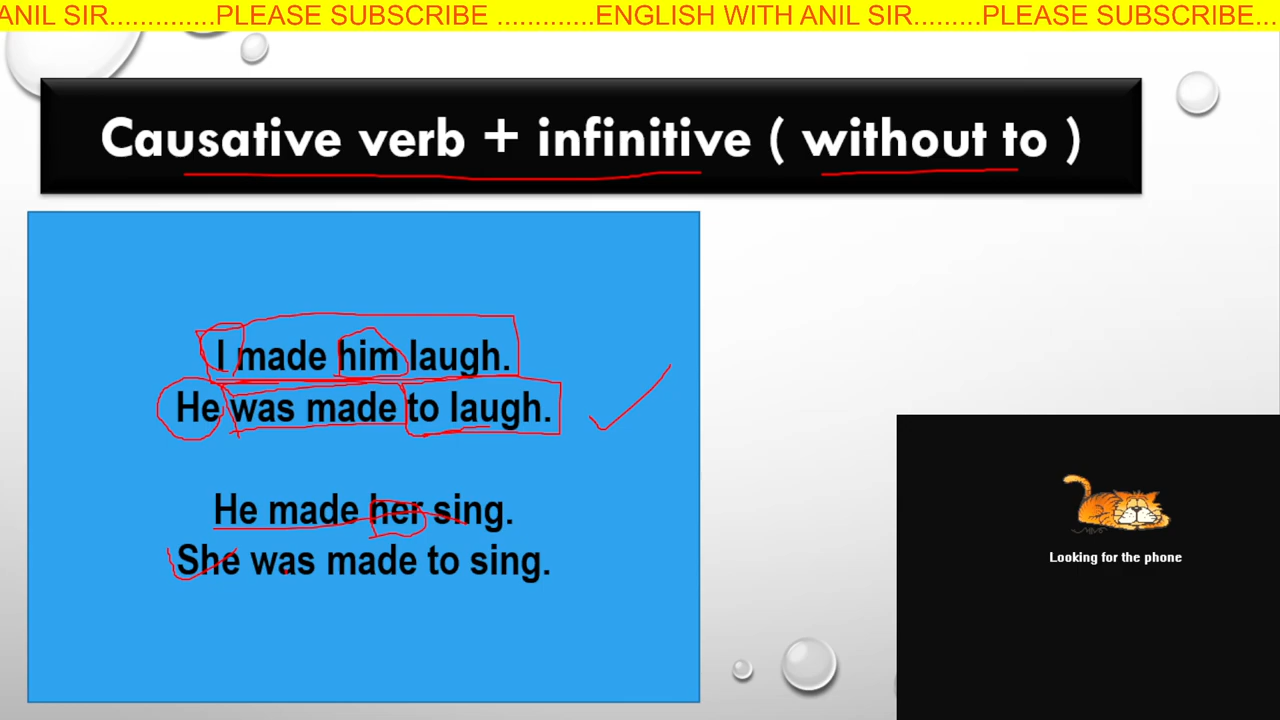 ANIL SIR..............PLEASE SUBSCRIBE .............ENGLISH WITH ANIL SIR.........PLEASE SUBSCRIBE...
Causative verb + infinitive ( without to )
I made him laugh.
He was made to laugh.
He made her sing.
She was made to sing.
Looking for the phone